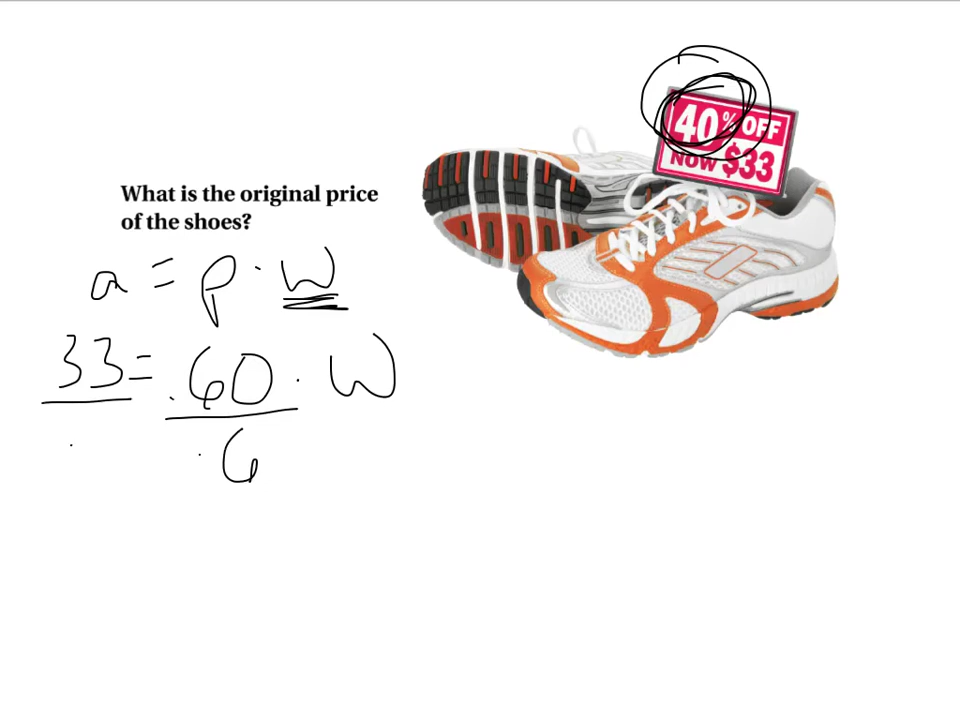 40% OFF
NOW $33
What is the original price
of the shoes?
a = p · W
33 = .60 · W
. .6